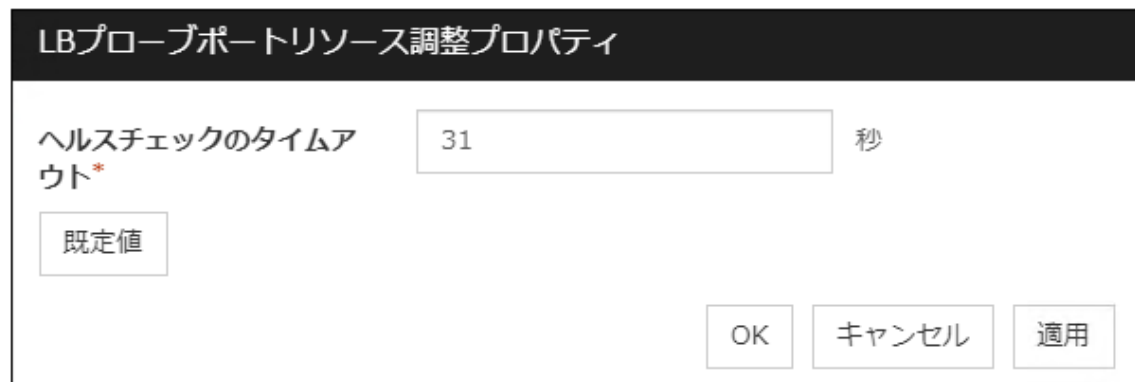 LBプローブポートリソース調整プロパティ
ヘルスチェックのタイムア
ウト*
31
秒
既定値
OK
キャンセル
適用